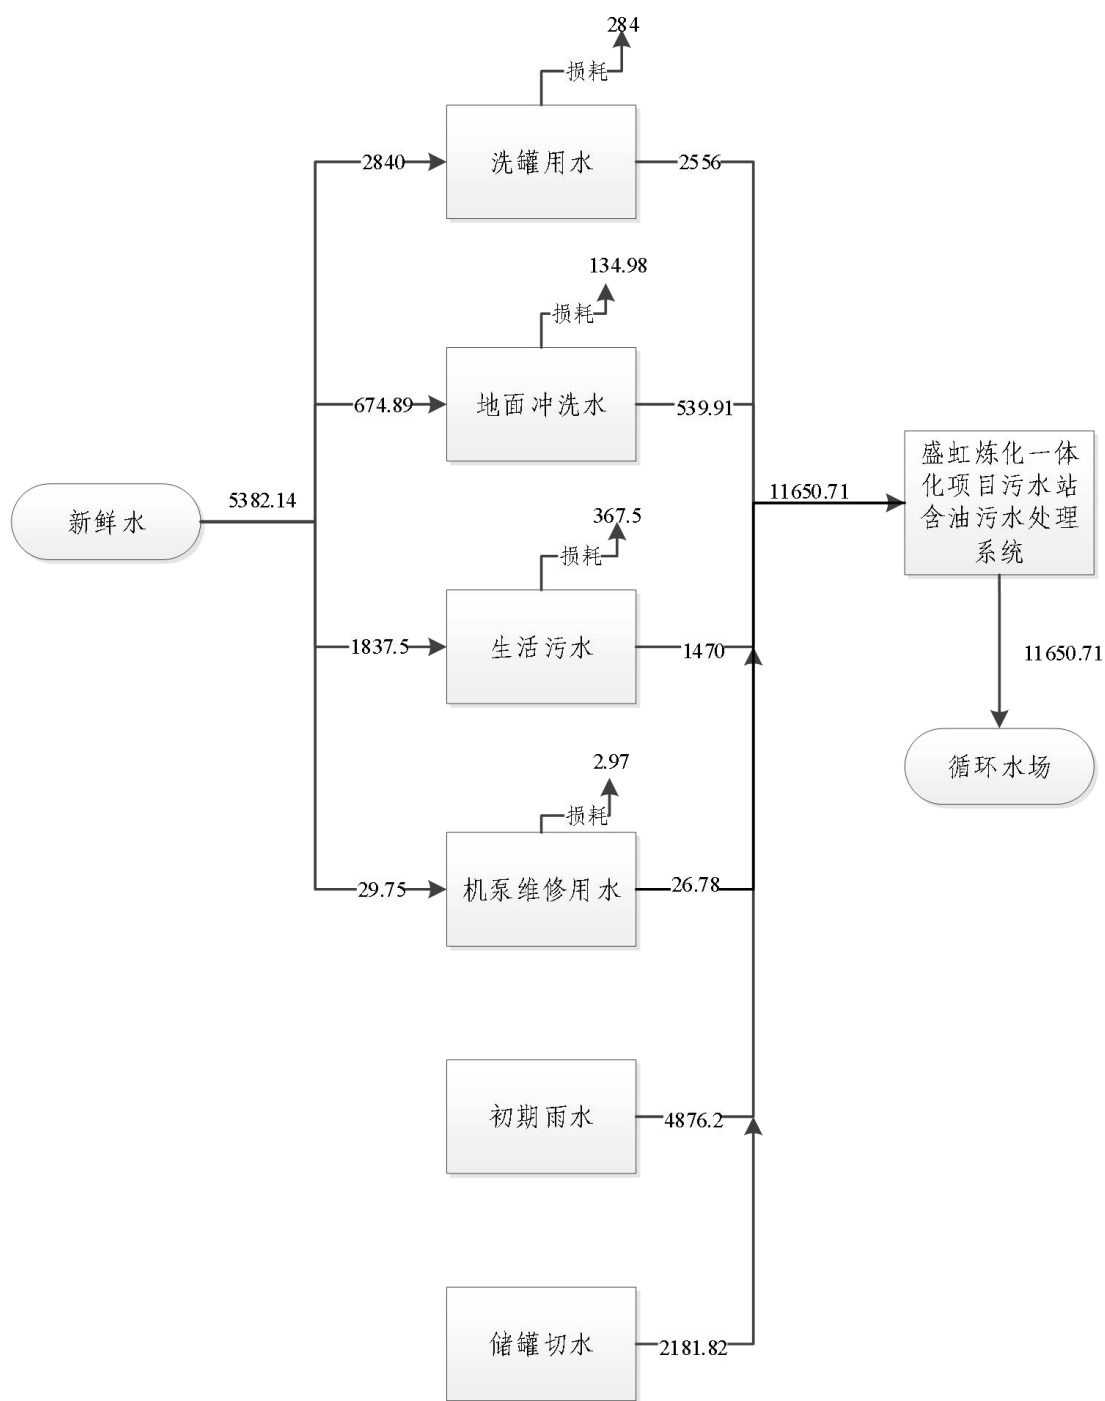 284
损耗
2840
洗罐用水
2556
134.98
损耗
674.89
地面冲洗水
539.91
盛虹炼化一体
化项目污水站
含油污水处理
系统
新鲜水
5382.14
11650.71
367.5
损耗
1837.5
生活污水
1470
11650.71
2.97
损耗
循环水场
29.75
机泵维修用水
26.78
初期雨水
4876.2
储罐切水
2181.82